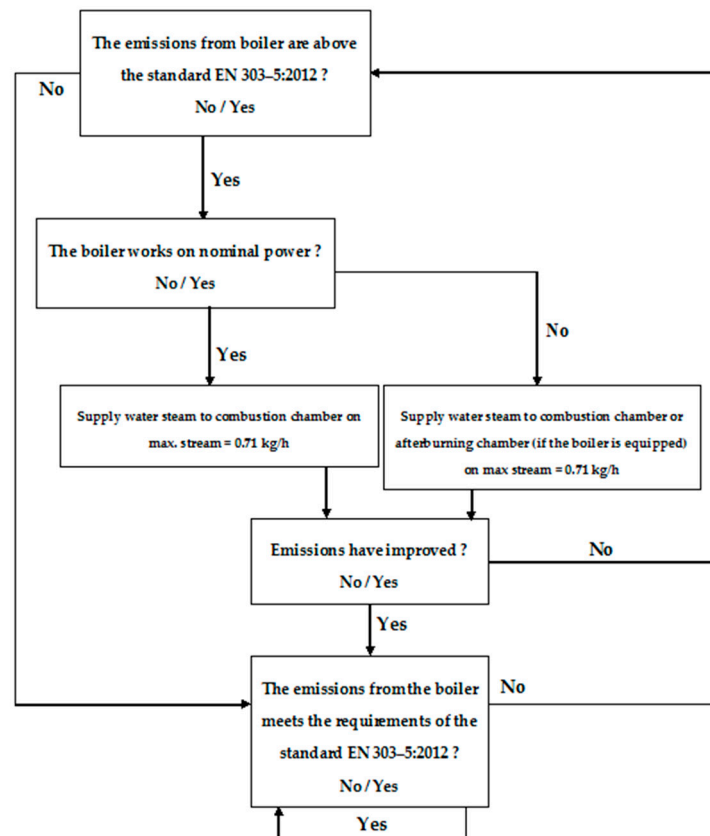 The emissions from boiler are above
the standard EN 303–5:2012 ?
No / Yes
No
Yes
The boiler works on nominal power ?
No / Yes
No
Yes
Supply water steam to combustion chamber on
max. stream = 0.71 kg/h
Supply water steam to combustion chamber or
afterburning chamber (if the boiler is equipped)
on max stream = 0.71 kg/h
Emissions have improved ?
No / Yes
No
Yes
The emissions from the boiler
meets the requirements of the
standard EN 303–5:2012 ?
No / Yes
No
Yes